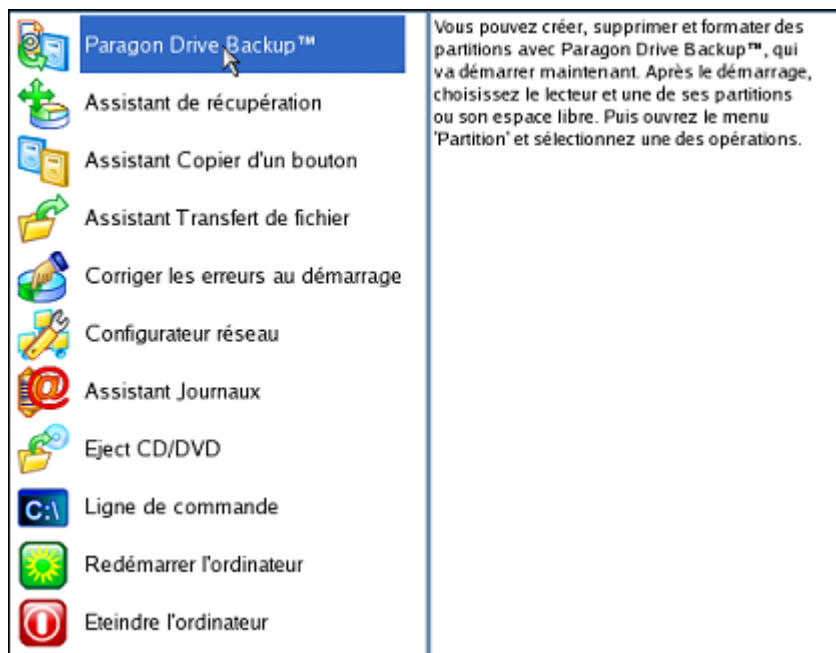 Paragon Drive Backup™
Assistant de récupération
Assistant Copier d'un bouton
Assistant Transfert de fichier
Corriger les erreurs au démarrage
Configurateur réseau
Assistant Journaux
Eject CD/DVD
C:\
Ligne de commande
Redémarrer l'ordinateur
Eteindre l'ordinateur
Vous pouvez créer, supprimer et formater des
partitions avec Paragon Drive Backup™, qui
va démarrer maintenant. Après le démarrage,
choisissez le lecteur et une de ses partitions
ou son espace libre. Puis ouvrez le menu
'Partition' et sélectionnez une des opérations.